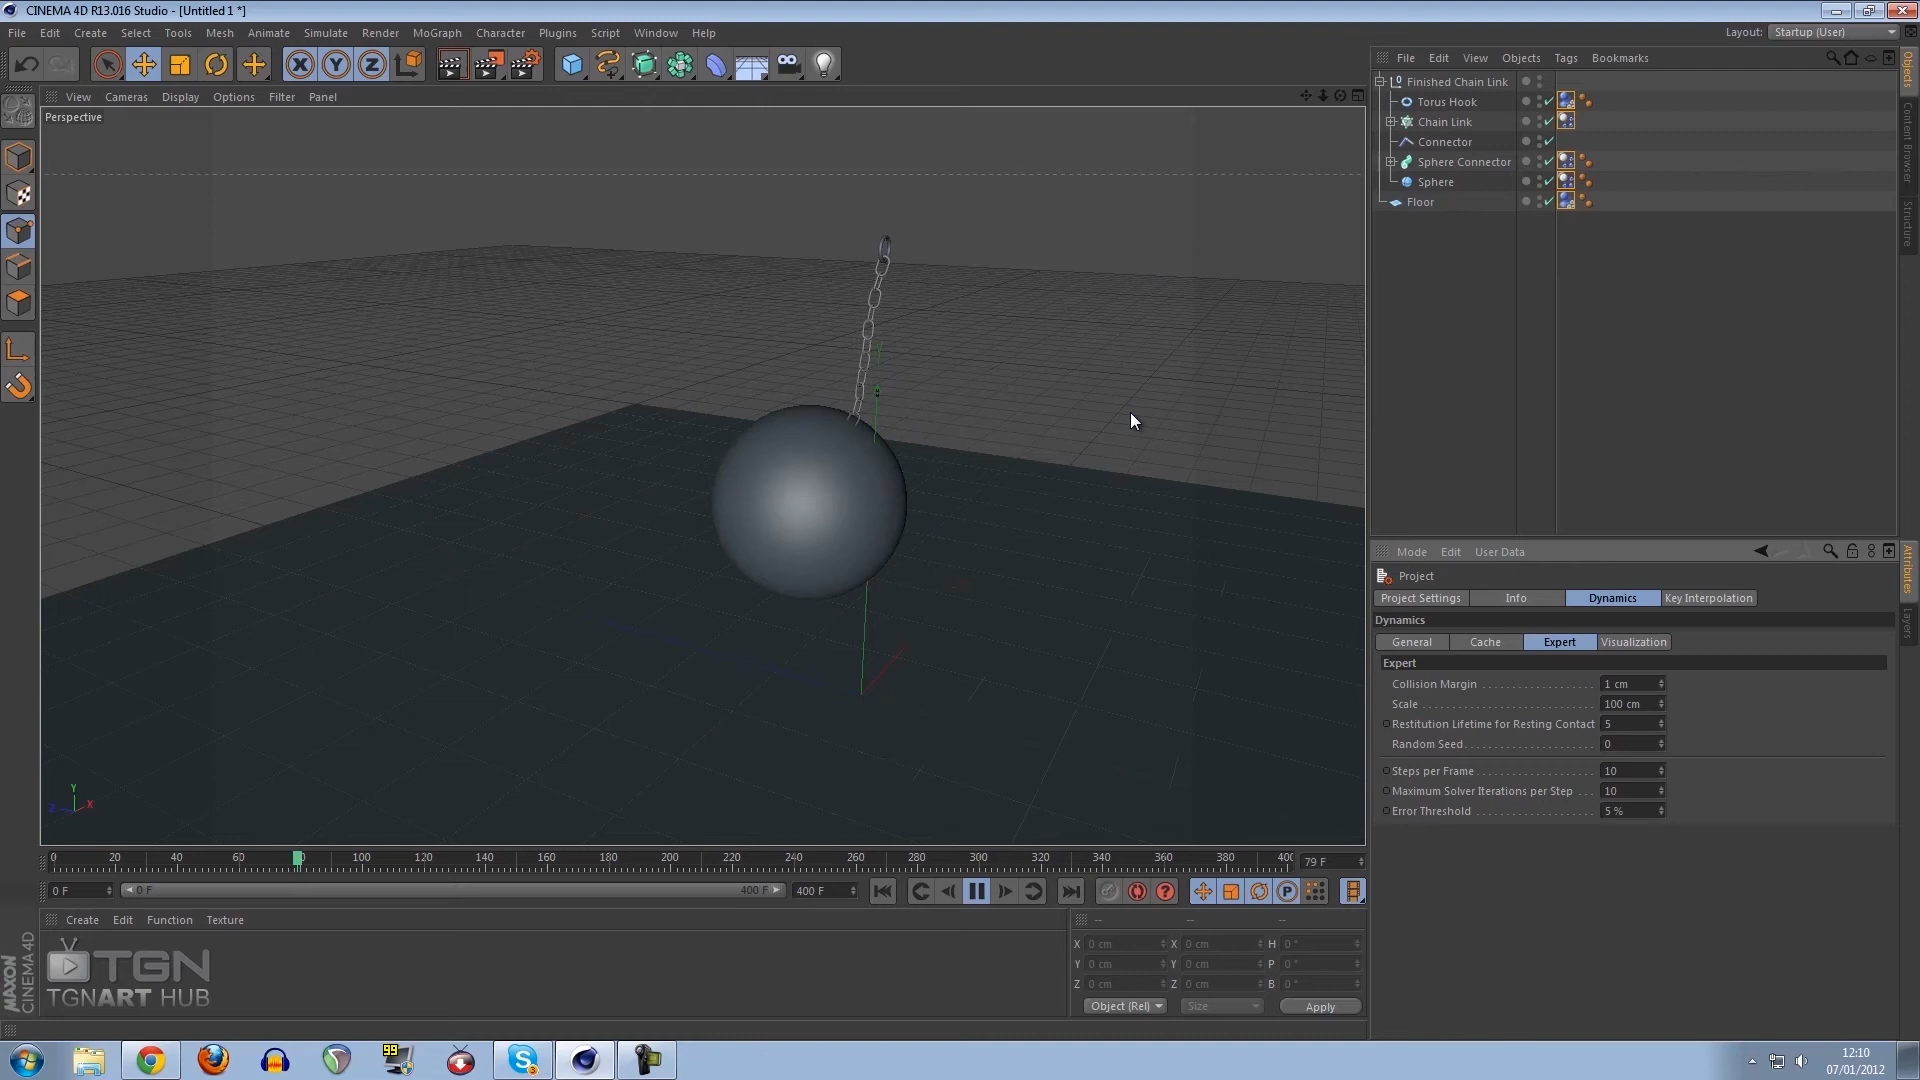 CINEMA 4D R13.016 Studio - [Untitled 1 *]
File Edit Create Select Tools Mesh Animate Simulate Render MoGraph Character Plugins Script Window Help
Layout: Startup (User)
View Cameras Display Options Filter Panel
Perspective
File Edit View Objects Tags Bookmarks
Finished Chain Link
Torus Hook
Chain Link
Connector
Sphere Connector
Sphere
Floor
Objects
Content Browser
Structure
Mode Edit User Data
Project
Project Settings Info Dynamics Key Interpolation
Dynamics
General Cache Expert Visualization
Expert
Collision Margin 1 cm
Scale 100 cm
Restitution Lifetime for Resting Contact 5
Random Seed 0
Steps per Frame 10
Maximum Solver Iterations per Step 10
Error Threshold 5 %
Attributes
Layers
Y
X
Z
0 20 40 60 80 100 120 140 160 180 200 220 240 260 280 300 320 340 360 380 400
79 F
0 F 0 F 400 F 400 F
Create Edit Function Texture
TGN
TGNART HUB
MAXON
CINEMA 4D
-- -- --
X 0 cm X 0 cm H 0 °
Y 0 cm Y 0 cm P 0 °
Z 0 cm Z 0 cm B 0 °
Object (Rel) Size Apply
99
12:10
07/01/2012